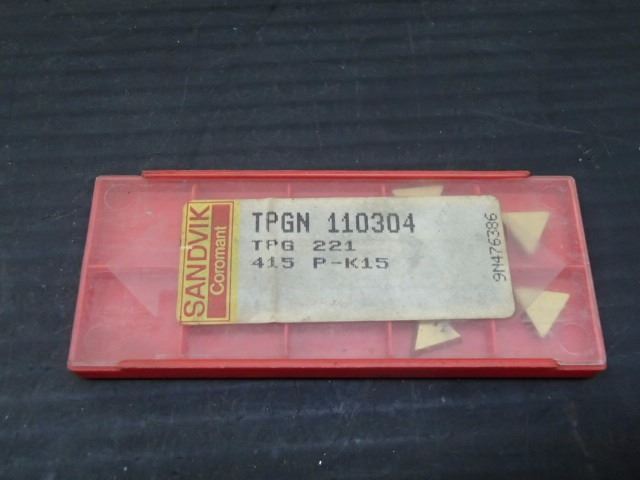 SANDVIK
Coromant
TPGN 110304
TPG 221
415 P-K15
9N476386